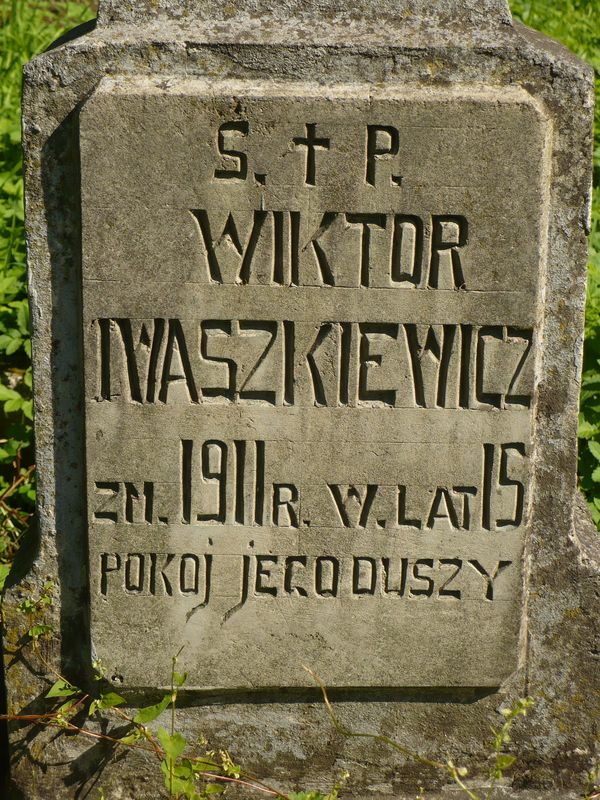 S. † P.
WIKTOR
IWASZKIEWICZ
ZM. 1911 R. W. LAT 15
POKOJ JEGO DUSZY